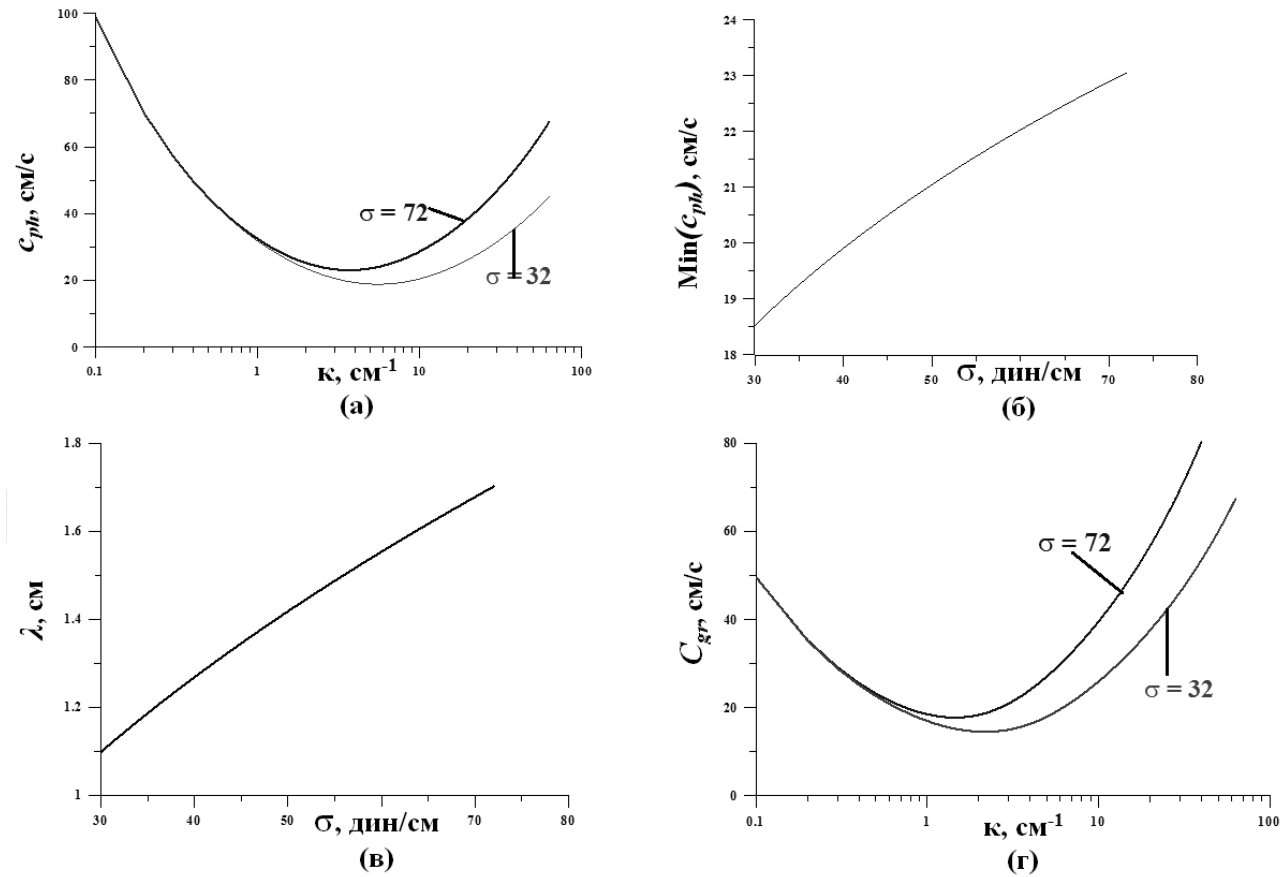 100
80
60
40
20
0
c_ph, см/с
σ = 72
σ = 32
0.1 1 10 100
к, см⁻¹
(а)
24
23
22
21
20
19
18
Min(c_ph), см/с
30 40 50 60 70 80
σ, дин/см
(б)
1.8
1.6
1.4
1.2
1
λ, см
30 40 50 60 70 80
σ, дин/см
(в)
80
60
40
20
0
C_gr, см/с
σ = 72
σ = 32
0.1 1 10 100
к, см⁻¹
(г)